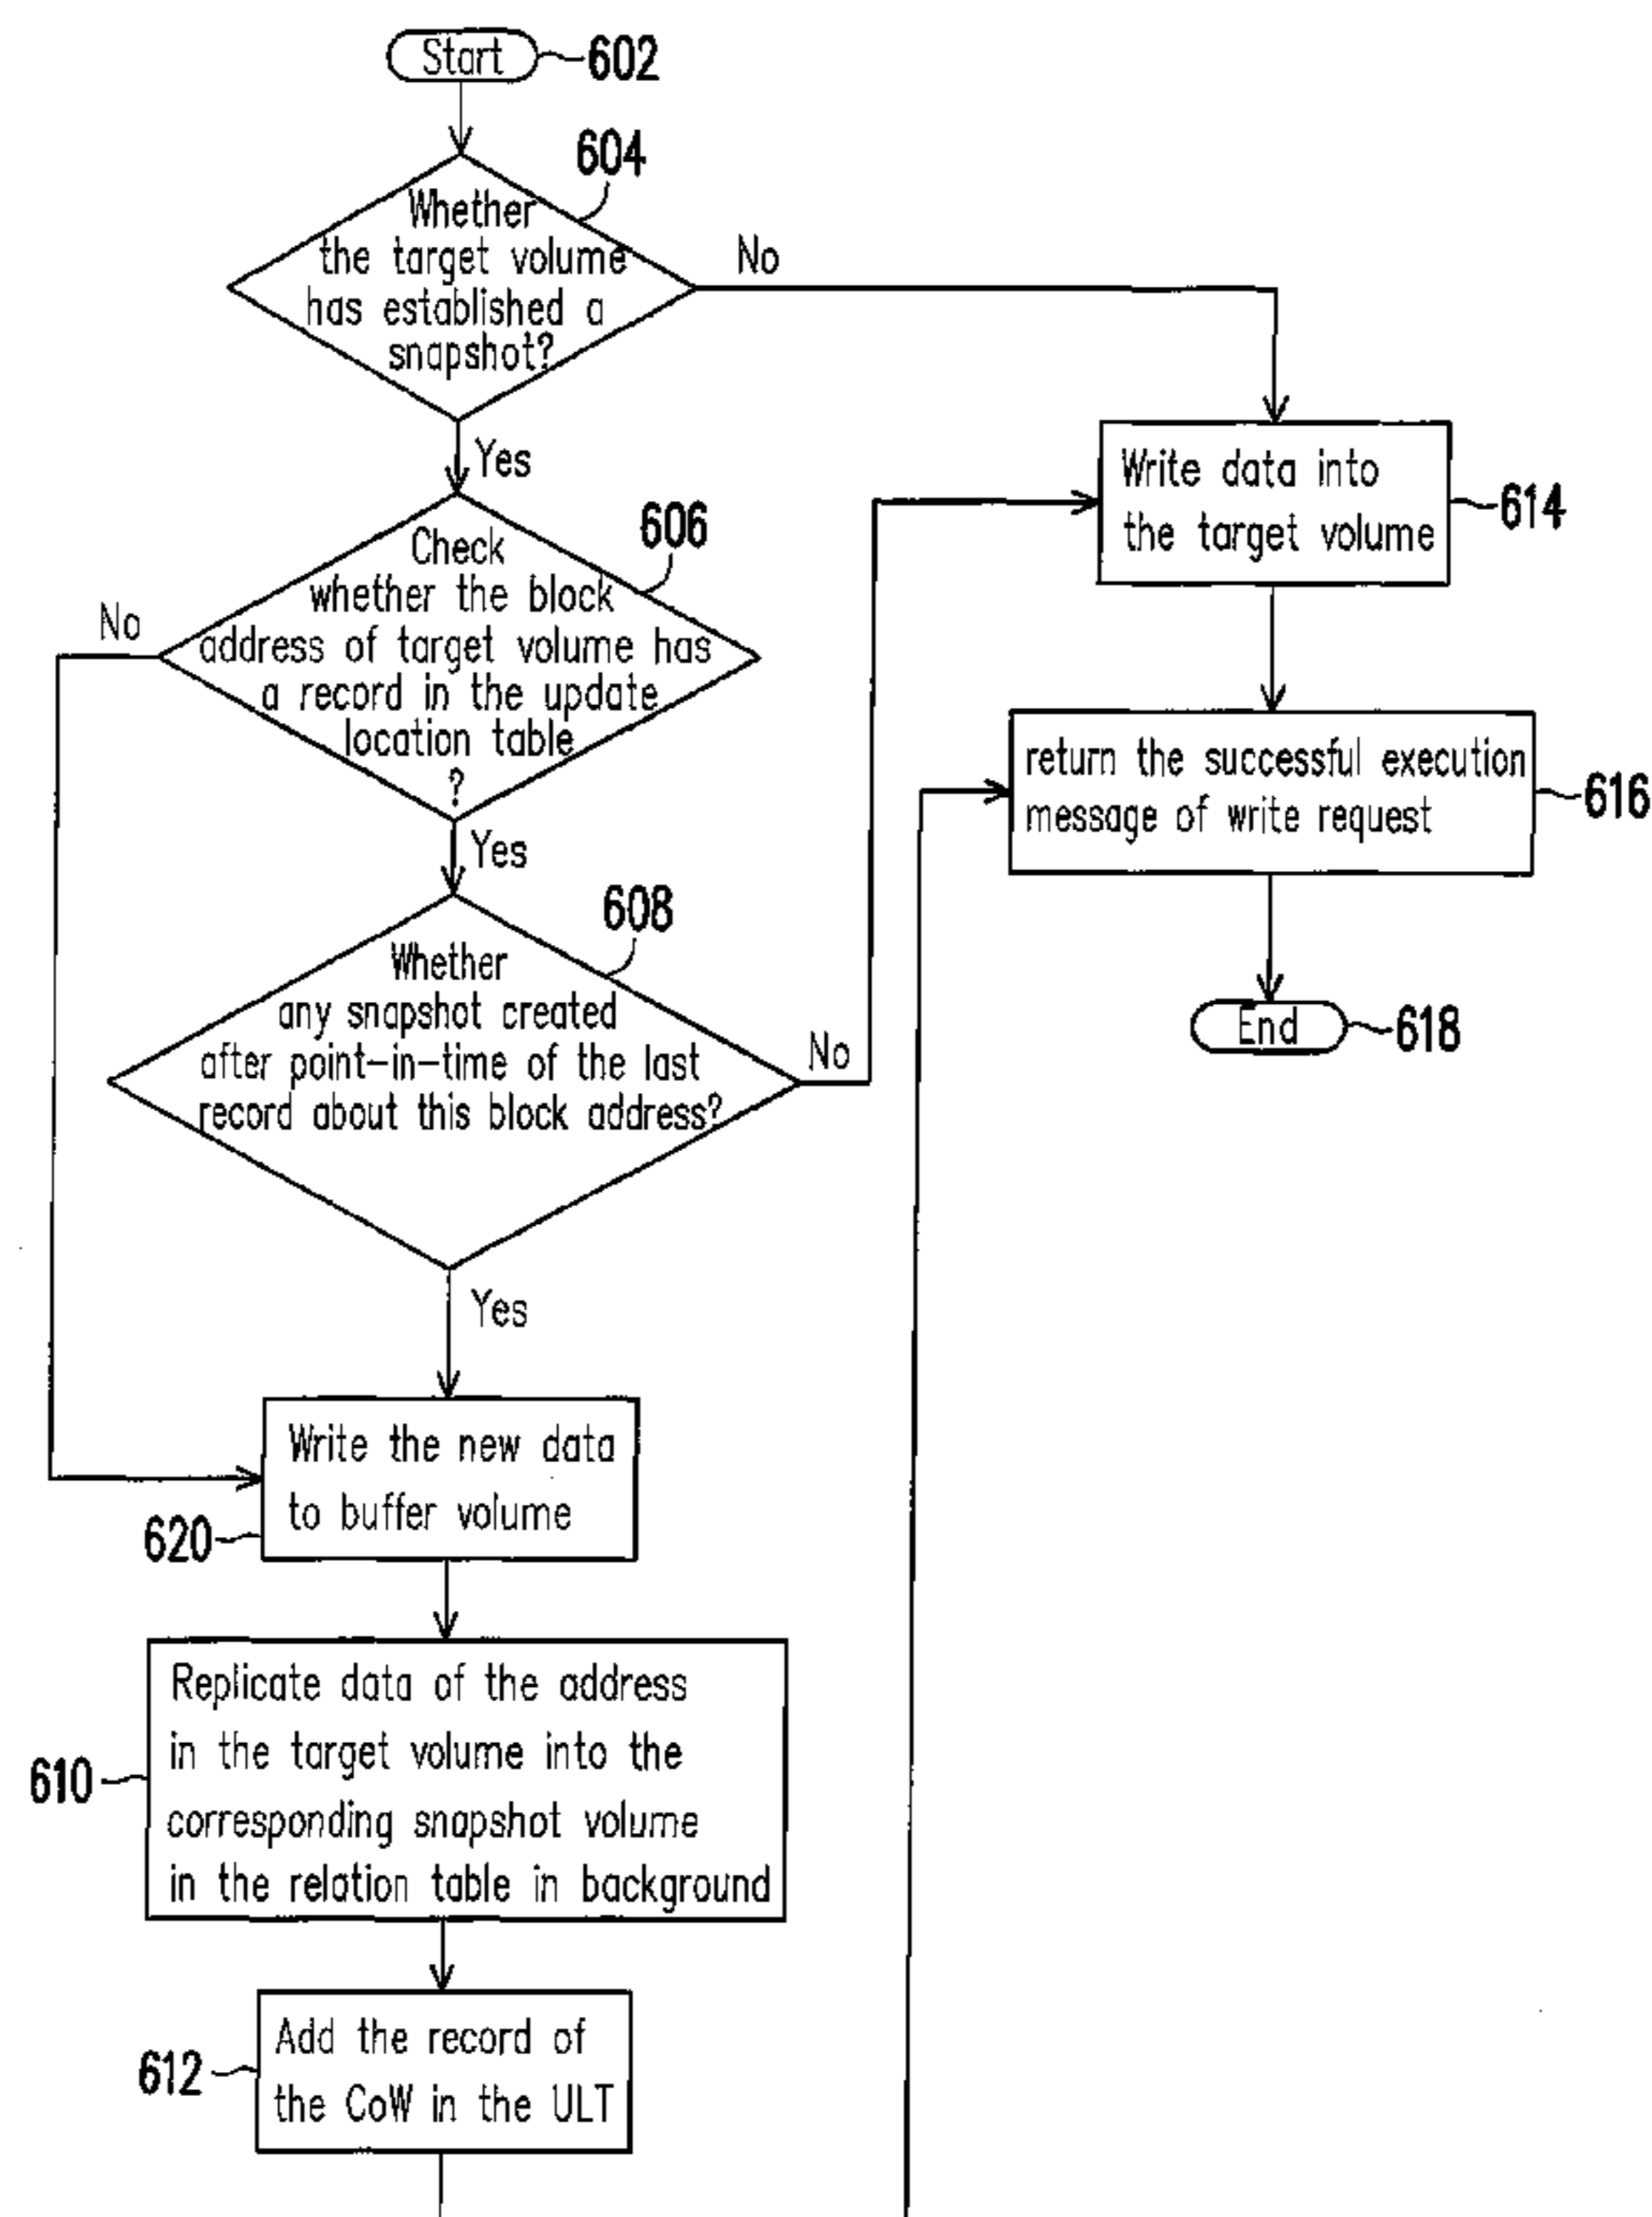 Start
602
604
Whether
the target volume
has established a
snapshot?
No
Yes
Write data into
the target volume
614
606
Check
whether the block
address of target volume has
a record in the update
location table
?
No
Yes
return the successful execution
message of write request
616
608
Whether
any snapshot created
after point-in-time of the last
record about this block address?
No
End
618
Yes
Write the new data
to buffer volume
620
Replicate data of the address
in the target volume into the
corresponding snapshot volume
in the relation table in background
610
Add the record of
the CoW in the ULT
612